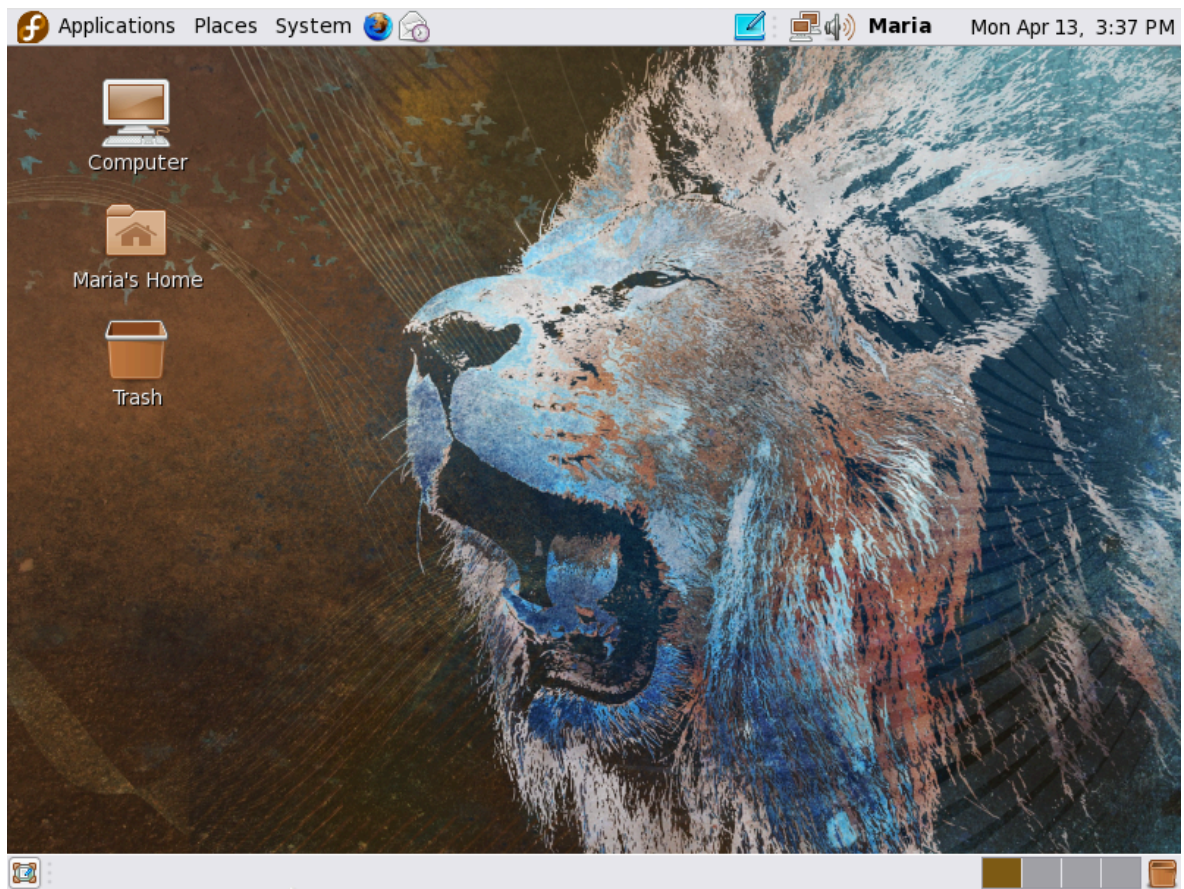 Applications Places System Maria Mon Apr 13, 3:37 PM
Computer
Maria's Home
Trash